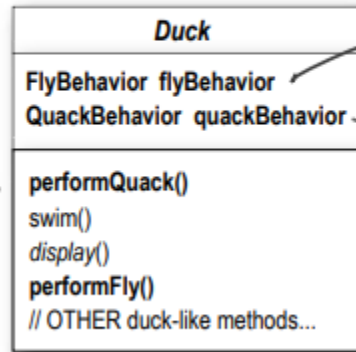 Duck
FlyBehavior flyBehavior
QuackBehavior quackBehavior
performQuack()
swim()
display()
performFly()
// OTHER duck-like methods...